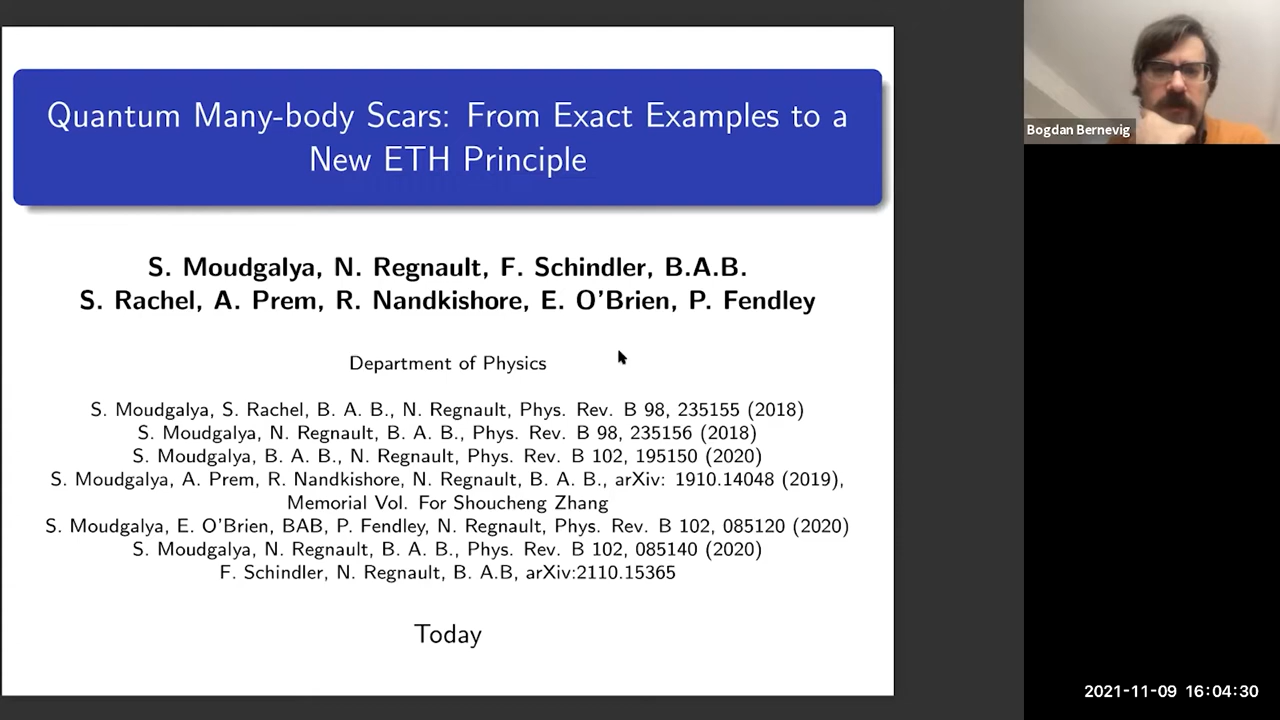 Quantum Many-body Scars: From Exact Examples to a
New ETH Principle
S. Moudgalya, N. Regnault, F. Schindler, B.A.B.
S. Rachel, A. Prem, R. Nandkishore, E. O'Brien, P. Fendley
Department of Physics
S. Moudgalya, S. Rachel, B. A. B., N. Regnault, Phys. Rev. B 98, 235155 (2018)
S. Moudgalya, N. Regnault, B. A. B., Phys. Rev. B 98, 235156 (2018)
S. Moudgalya, B. A. B., N. Regnault, Phys. Rev. B 102, 195150 (2020)
S. Moudgalya, A. Prem, R. Nandkishore, N. Regnault, B. A. B., arXiv: 1910.14048 (2019),
Memorial Vol. For Shoucheng Zhang
S. Moudgalya, E. O'Brien, BAB, P. Fendley, N. Regnault, Phys. Rev. B 102, 085120 (2020)
S. Moudgalya, N. Regnault, B. A. B., Phys. Rev. B 102, 085140 (2020)
F. Schindler, N. Regnault, B. A.B, arXiv:2110.15365
Today
Bogdan Bernevig
2021-11-09 16:04:30